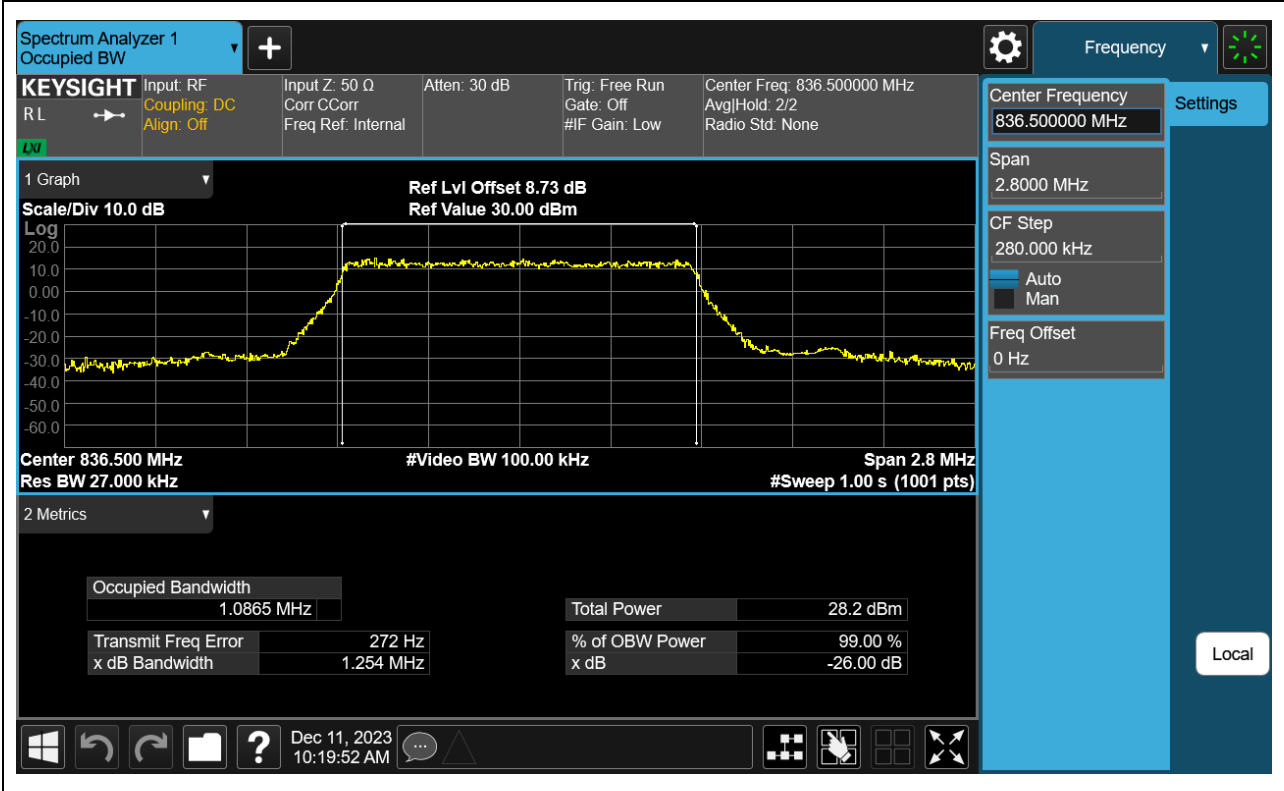 Spectrum Analyzer 1
Occupied BW
Frequency
KEYSIGHT
R L
LXI
Input: RF
Coupling: DC
Align: Off
Input Z: 50 Ω
Corr CCorr
Freq Ref: Internal
Atten: 30 dB
Trig: Free Run
Gate: Off
#IF Gain: Low
Center Freq: 836.500000 MHz
Avg|Hold: 2/2
Radio Std: None
Center Frequency
836.500000 MHz
Settings
Span
2.8000 MHz
CF Step
280.000 kHz
Auto
Man
Freq Offset
0 Hz
1 Graph
Scale/Div 10.0 dB
Ref Lvl Offset 8.73 dB
Ref Value 30.00 dBm
Log
20.0
10.0
0.00
-10.0
-20.0
-30.0
-40.0
-50.0
-60.0
Center 836.500 MHz
#Video BW 100.00 kHz
Span 2.8 MHz
Res BW 27.000 kHz
#Sweep 1.00 s (1001 pts)
2 Metrics
Occupied Bandwidth
1.0865 MHz
Total Power 28.2 dBm
Transmit Freq Error 272 Hz
% of OBW Power 99.00 %
x dB Bandwidth 1.254 MHz
x dB -26.00 dB
Local
?
Dec 11, 2023
10:19:52 AM